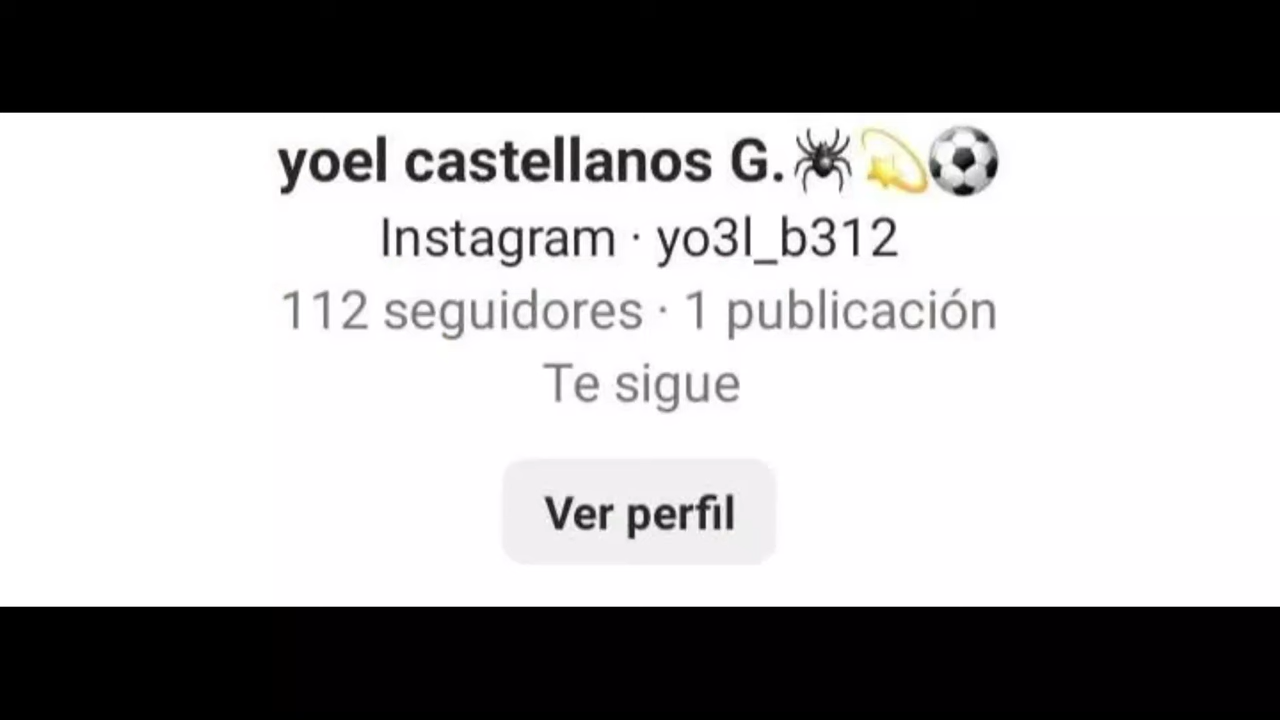 yoel castellanos G.🕷️💫⚽
Instagram · yo3l_b312
112 seguidores · 1 publicación
Te sigue
Ver perfil